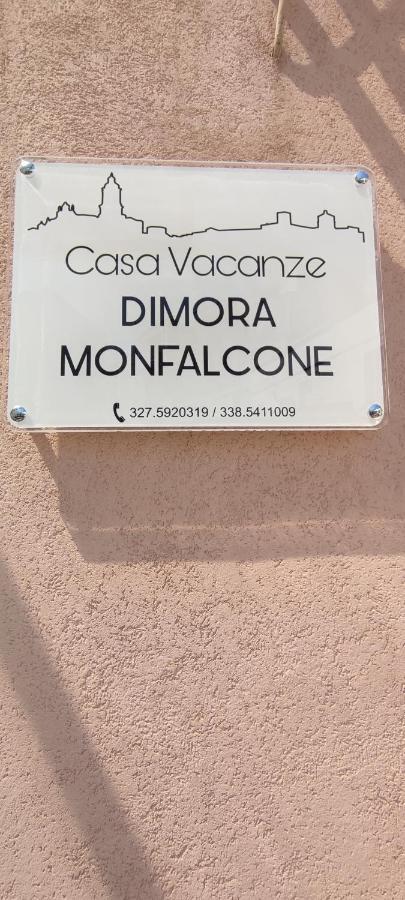 Casa Vacanze
DIMORA
MONFALCONE
327.5920319 / 338.5411009